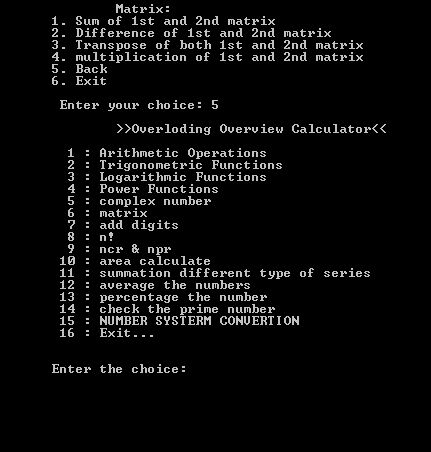 Matrix:
1. Sum of 1st and 2nd matrix
2. Difference of 1st and 2nd matrix
3. Transpose of both 1st and 2nd matrix
4. multiplication of 1st and 2nd matrix
5. Back
6. Exit
Enter your choice: 5
>>Overloding Overview Calculator<<
1 : Arithmetic Operations
2 : Trigonometric Functions
3 : Logarithmic Functions
4 : Power Functions
5 : complex number
6 : matrix
7 : add digits
8 : n!
9 : ncr & npr
10 : area calculate
11 : summation different type of series
12 : average the numbers
13 : percentage the number
14 : check the prime number
15 : NUMBER SYSTERM CONVERTION
16 : Exit...
Enter the choice: